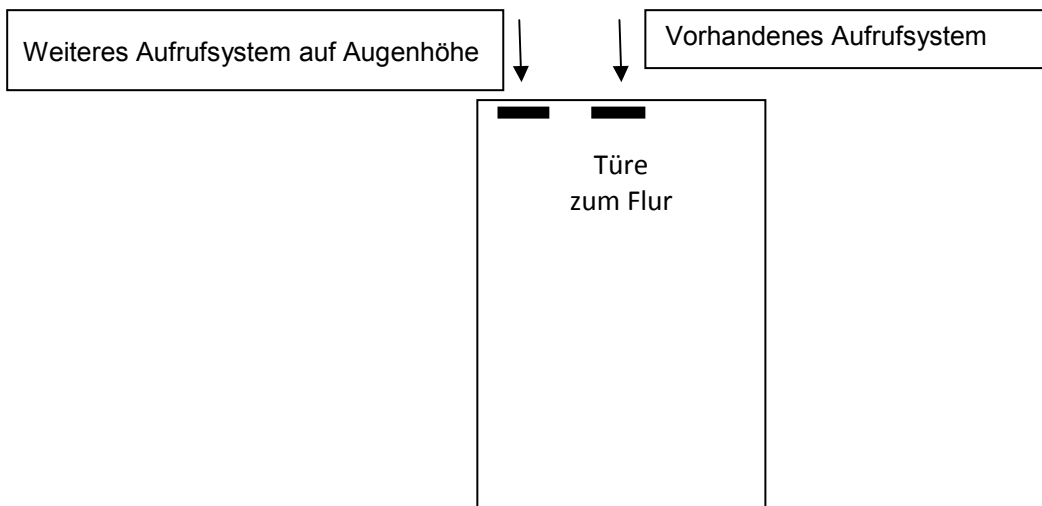 Weiteres Aufrufsystem auf Augenhöhe
Vorhandenes Aufrufsystem
Türe
zum Flur